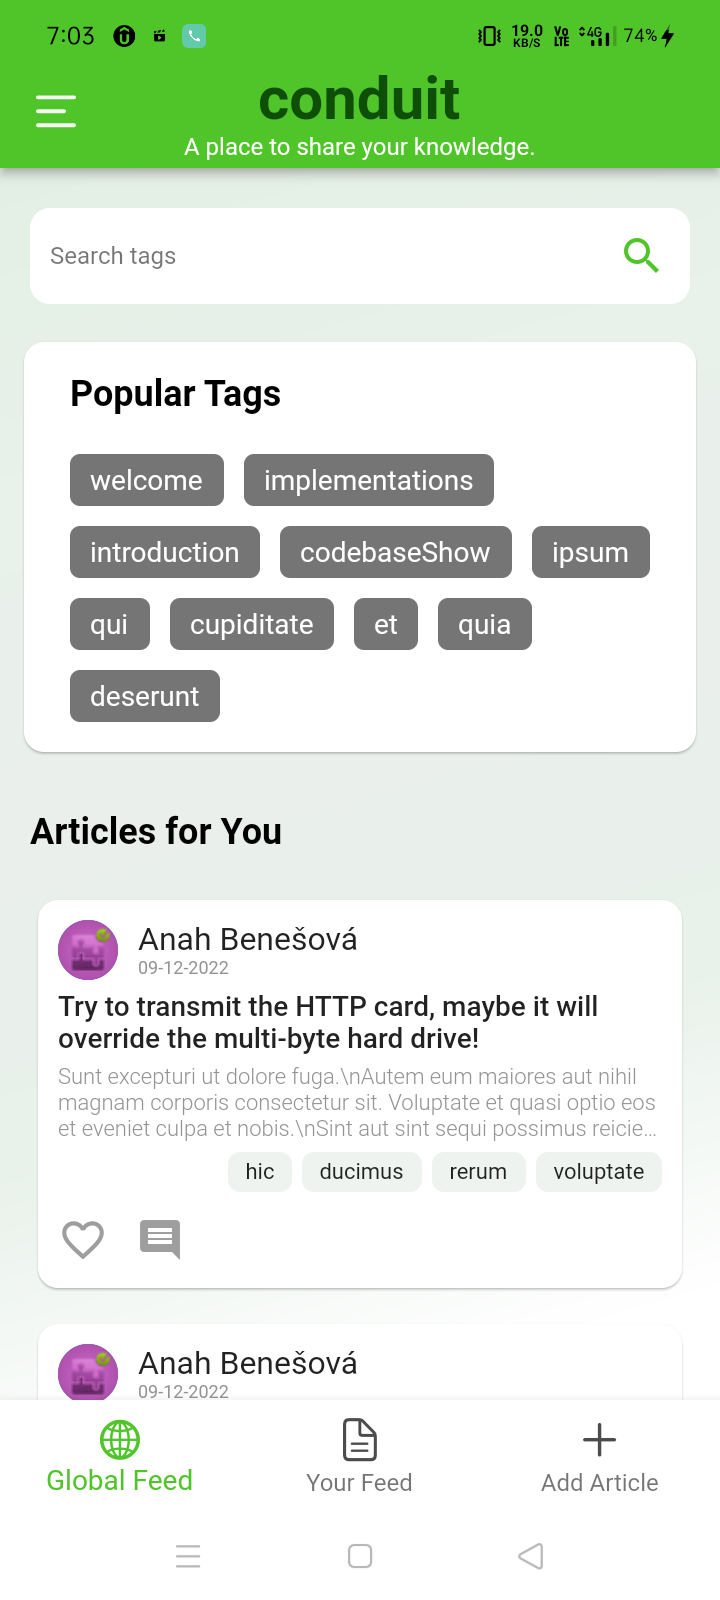 7:03 19.0 KB/S Vo LTE 4G 74%
conduit
A place to share your knowledge.
Search tags
Popular Tags
welcome implementations
introduction codebaseShow ipsum
qui cupiditate et quia
deserunt
Articles for You
Anah Benešová
09-12-2022
Try to transmit the HTTP card, maybe it will
override the multi-byte hard drive!
Sunt excepturi ut dolore fuga.\nAutem eum maiores aut nihil
magnam corporis consectetur sit. Voluptate et quasi optio eos
et eveniet culpa et nobis.\nSint aut sint sequi possimus reicie...
hic ducimus rerum voluptate
Anah Benešová
09-12-2022
Global Feed Your Feed Add Article